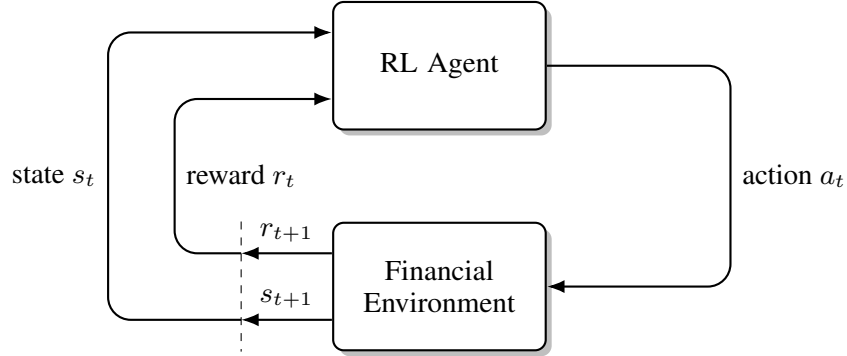 RL Agent
state $s_t$
reward $r_t$
action $a_t$
$r_{t+1}$
Financial
Environment
$s_{t+1}$